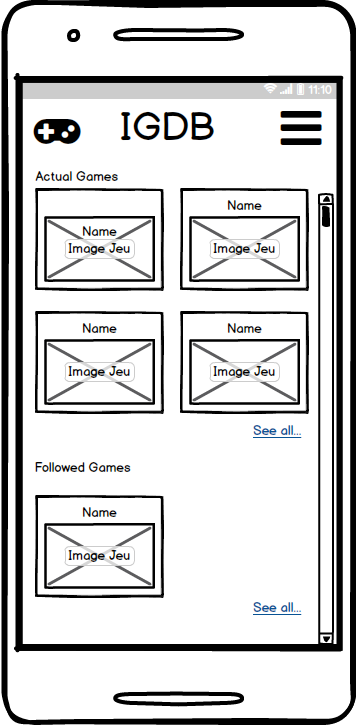 11:10
IGDB
Actual Games
Name
Name
Image Jeu
Image Jeu
Name
Name
Image Jeu
Image Jeu
See all...
Followed Games
Name
Image Jeu
See all...